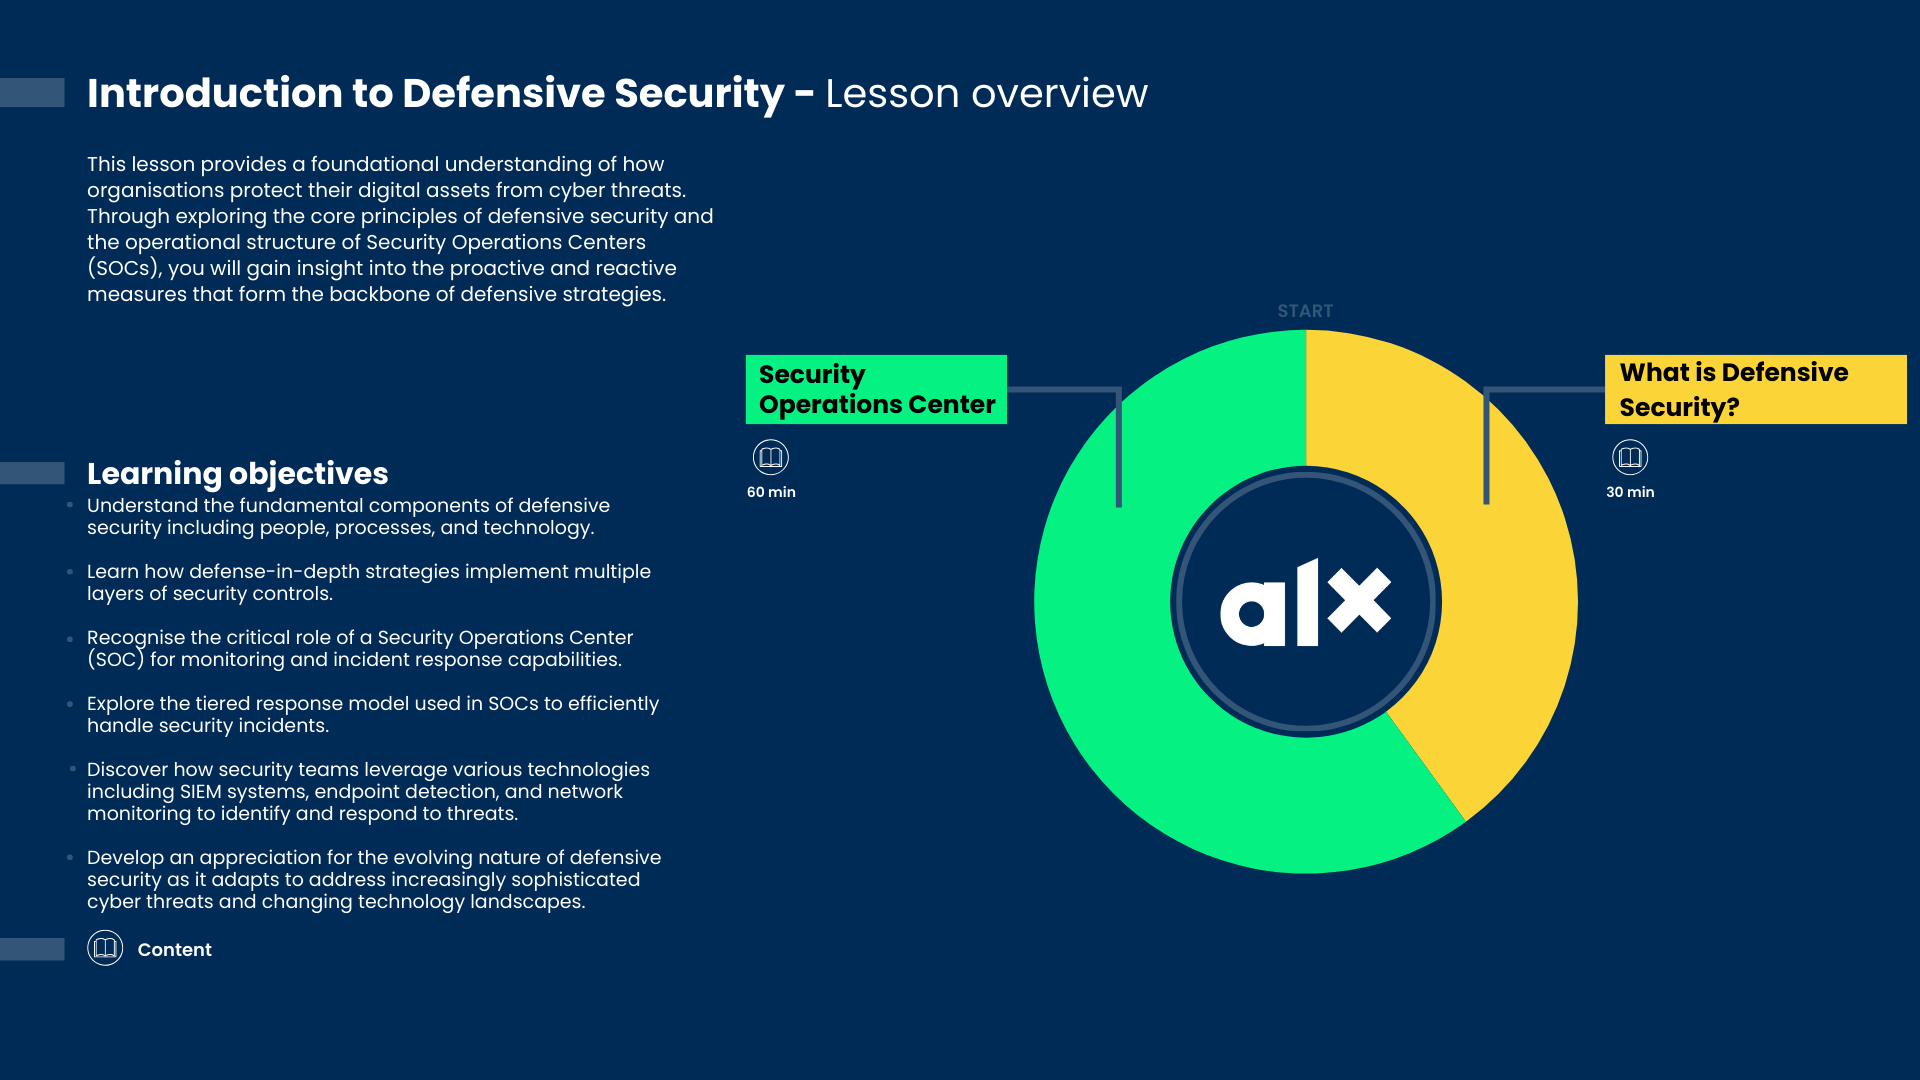 Introduction to Defensive Security - Lesson overview
This lesson provides a foundational understanding of how
organisations protect their digital assets from cyber threats.
Through exploring the core principles of defensive security and
the operational structure of Security Operations Centers
(SOCs), you will gain insight into the proactive and reactive
measures that form the backbone of defensive strategies.
Learning objectives
Understand the fundamental components of defensive
security including people, processes, and technology.
Learn how defense-in-depth strategies implement multiple
layers of security controls.
Recognise the critical role of a Security Operations Center
(SOC) for monitoring and incident response capabilities.
Explore the tiered response model used in SOCs to efficiently
handle security incidents.
Discover how security teams leverage various technologies
including SIEM systems, endpoint detection, and network
monitoring to identify and respond to threats.
Develop an appreciation for the evolving nature of defensive
security as it adapts to address increasingly sophisticated
cyber threats and changing technology landscapes.
Content
START
Security
Operations Center
60 min
What is Defensive
Security?
30 min
alx